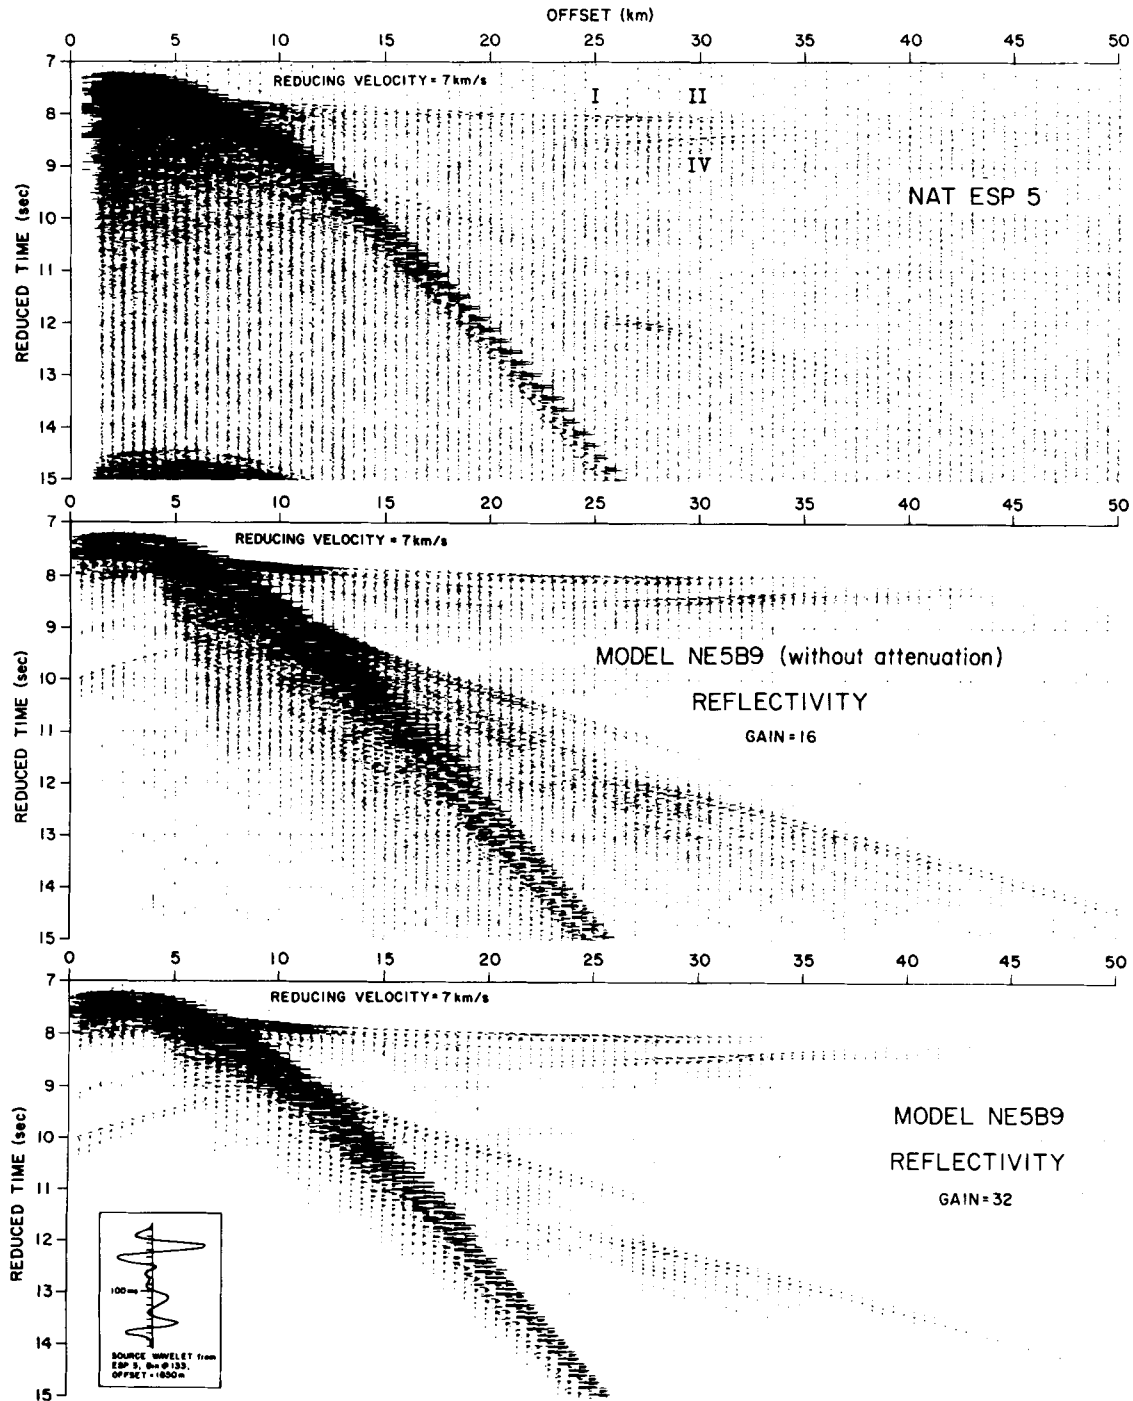 OFFSET (km)
0 5 10 15 20 25 30 35 40 45 50
7
8
9
10
11
12
13
14
15
REDUCED TIME (sec)
REDUCING VELOCITY = 7 km/s
I II
IV
NAT ESP 5
0 5 10 15 20 25 30 35 40 45 50
7
8
9
10
11
12
13
14
15
REDUCED TIME (sec)
REDUCING VELOCITY = 7 km/s
MODEL NE5B9 (without attenuation)
REFLECTIVITY
GAIN = 16
0 5 10 15 20 25 30 35 40 45 50
7
8
9
10
11
12
13
14
15
REDUCED TIME (sec)
REDUCING VELOCITY = 7 km/s
MODEL NE5B9
REFLECTIVITY
GAIN = 32
100 ms
SOURCE WAVELET from
ESP 5, Bin @ 133,
OFFSET = 1650 m